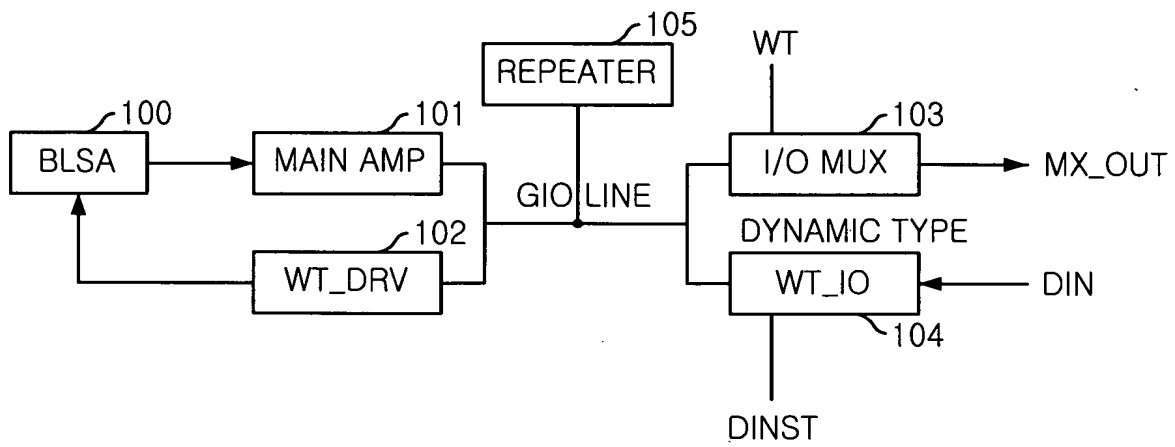 105
REPEATER
WT
100
BLSA
101
MAIN AMP
103
I/O MUX
MX_OUT
GIO LINE
DYNAMIC TYPE
102
WT_DRV
WT_IO
DIN
104
DINST